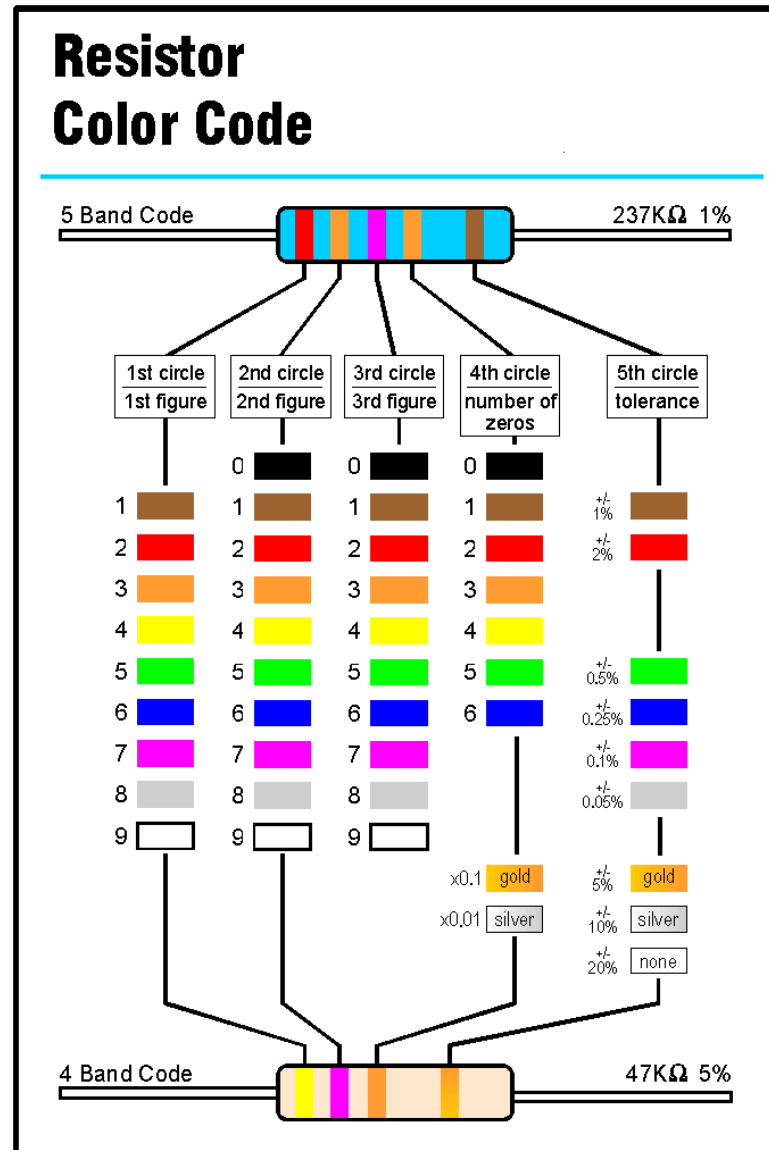 Resistor
Color Code
5 Band Code
237KΩ 1%
1st circle
1st figure
2nd circle
2nd figure
3rd circle
3rd figure
4th circle
number of
zeros
5th circle
tolerance
0 0 0
1 1 1 1 +/- 1%
2 2 2 2 +/- 2%
3 3 3 3
4 4 4 4
5 5 5 5 +/- 0.5%
6 6 6 6 +/- 0.25%
7 7 7 +/- 0.1%
8 8 8 +/- 0.05%
9 9 9
x0.1 gold +/- 5% gold
x0.01 silver +/- 10% silver
+/- 20% none
4 Band Code
47KΩ 5%